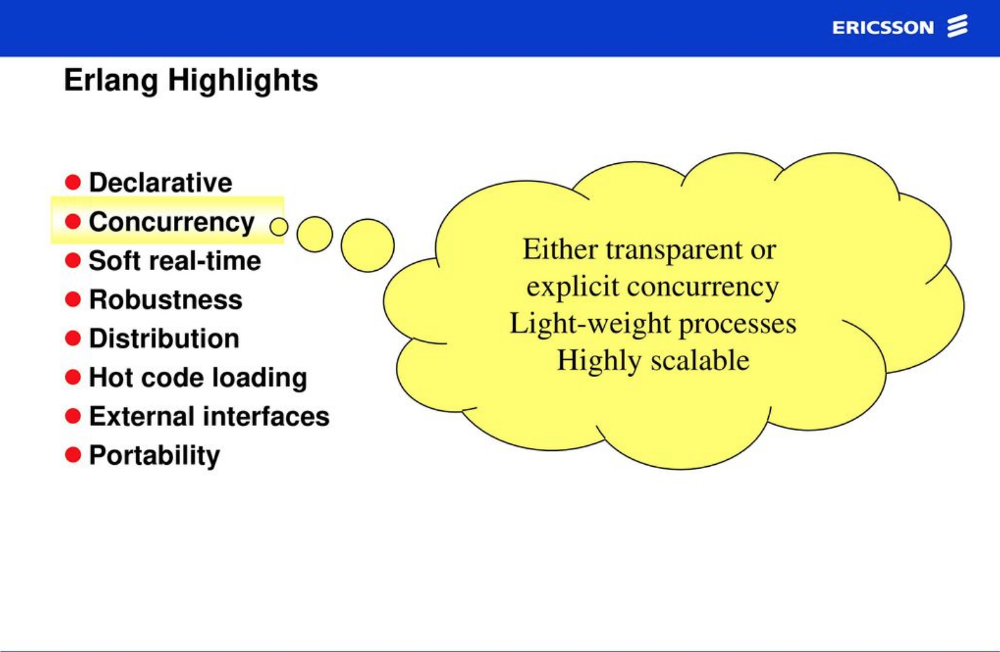 ERICSSON
Erlang Highlights
Declarative
Concurrency
Soft real-time
Robustness
Distribution
Hot code loading
External interfaces
Portability
Either transparent or
explicit concurrency
Light-weight processes
Highly scalable